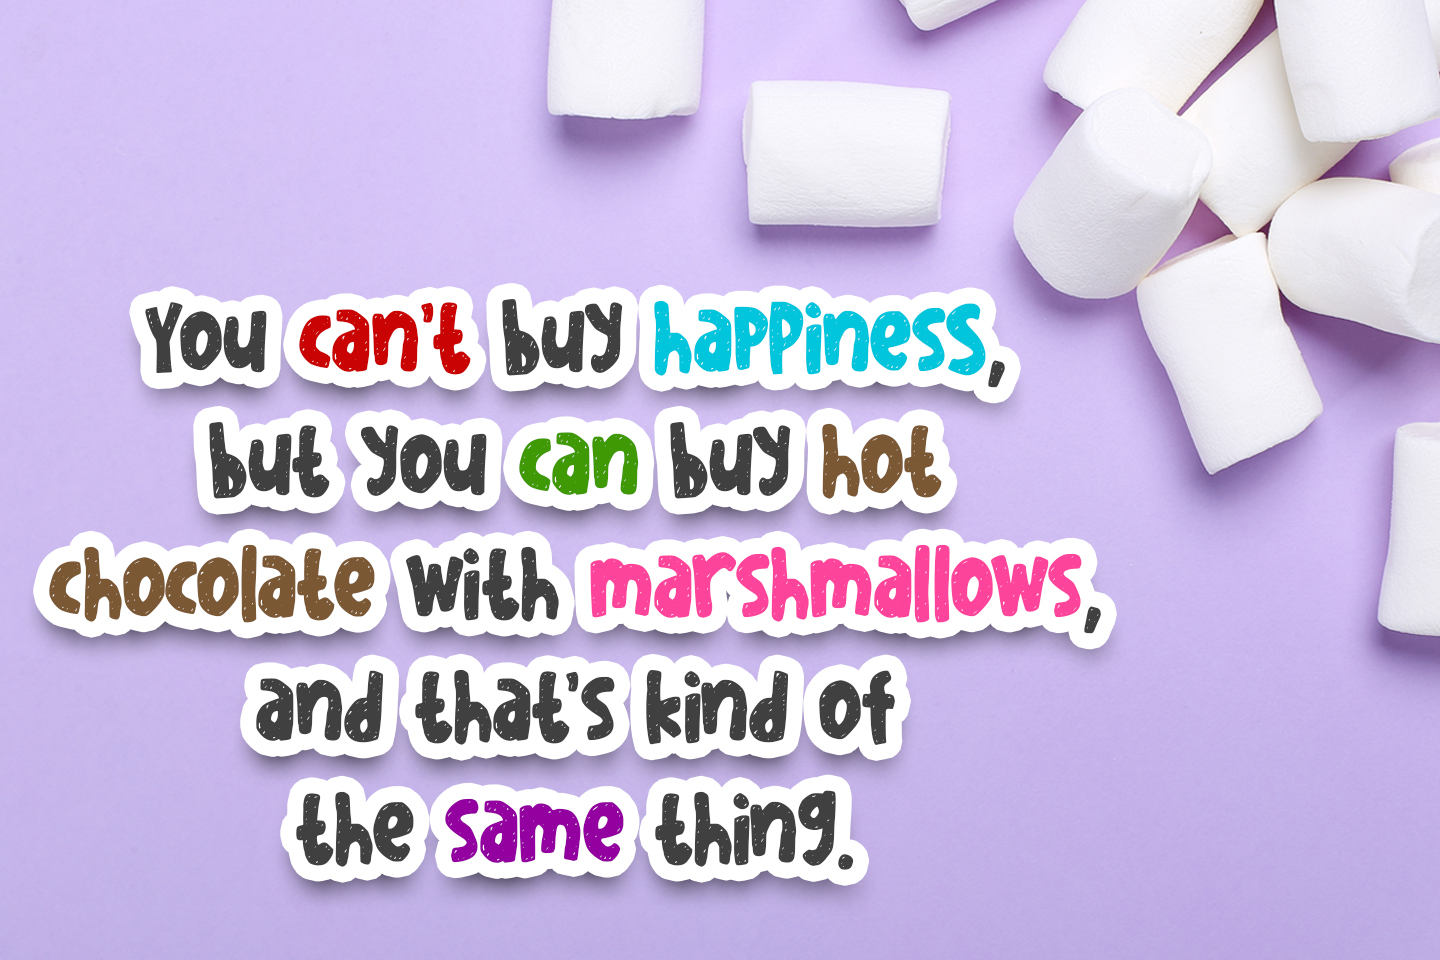 You can't buy happiness,
but you can buy hot
chocolate with marshmallows,
and that's kind of
the same thing.